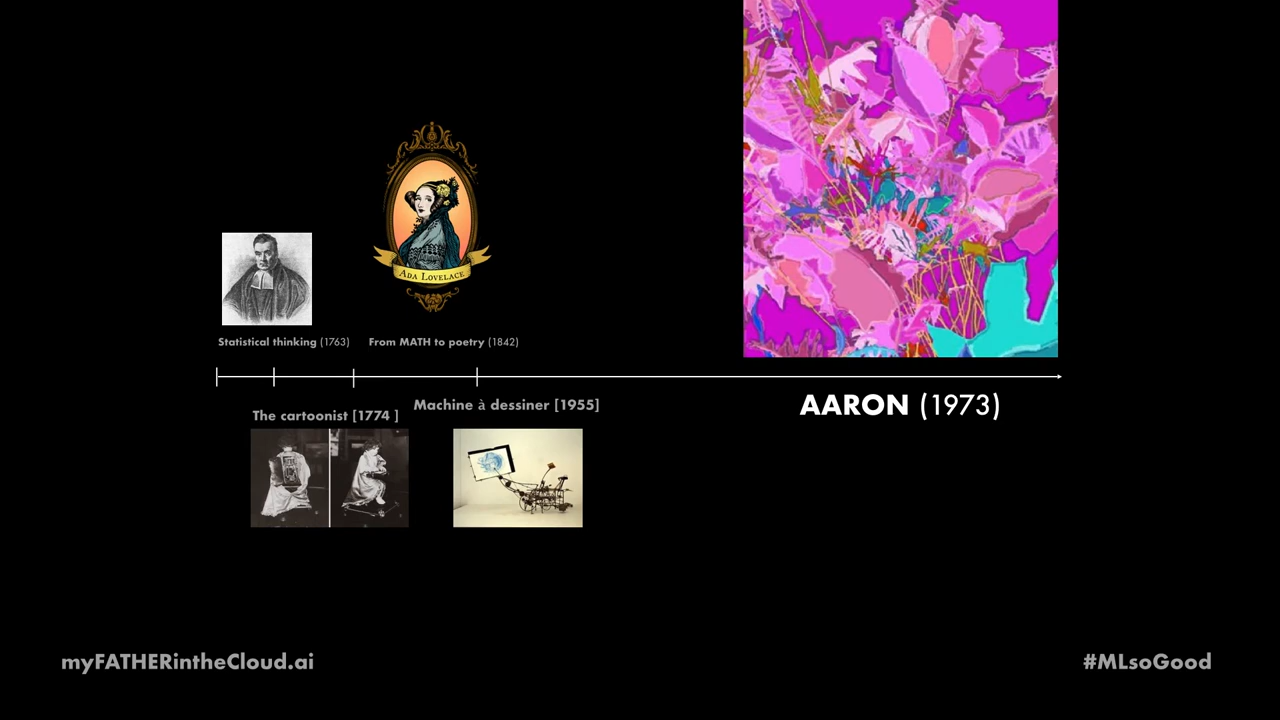 ADA LOVELACE
Statistical thinking (1763)
From MATH to poetry (1842)
The cartoonist [1774 ]
Machine à dessiner [1955]
AARON (1973)
myFATHERintheCloud.ai
#MLsoGood